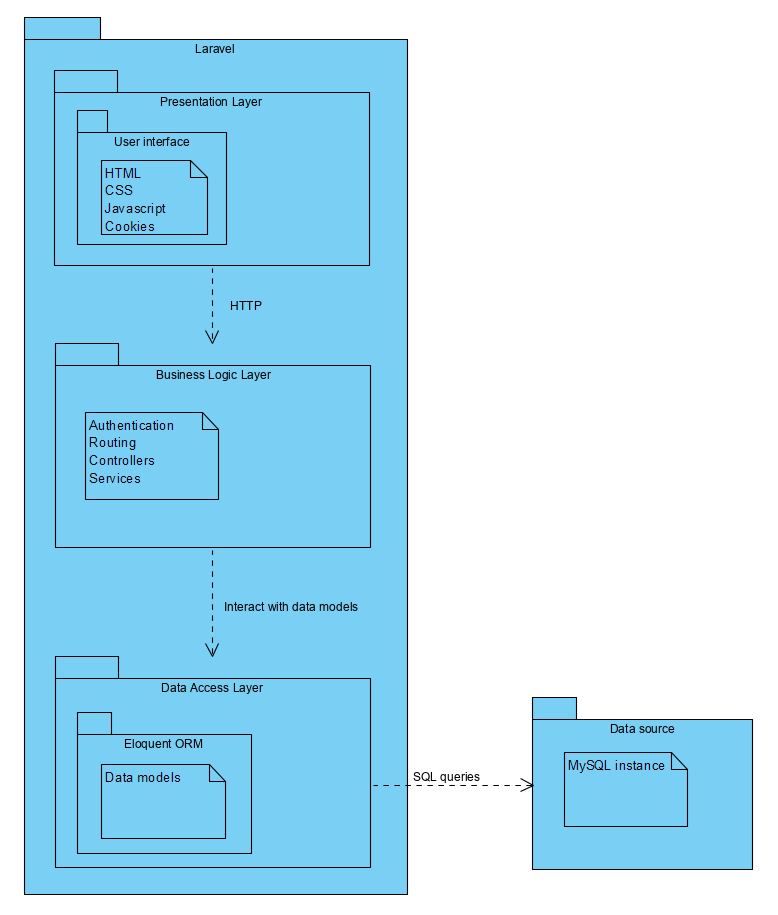 Laravel
Presentation Layer
User interface
HTML
CSS
Javascript
Cookies
HTTP
Business Logic Layer
Authentication
Routing
Controllers
Services
Interact with data models
Data Access Layer
Eloquent ORM
Data models
SQL queries
Data source
MySQL instance